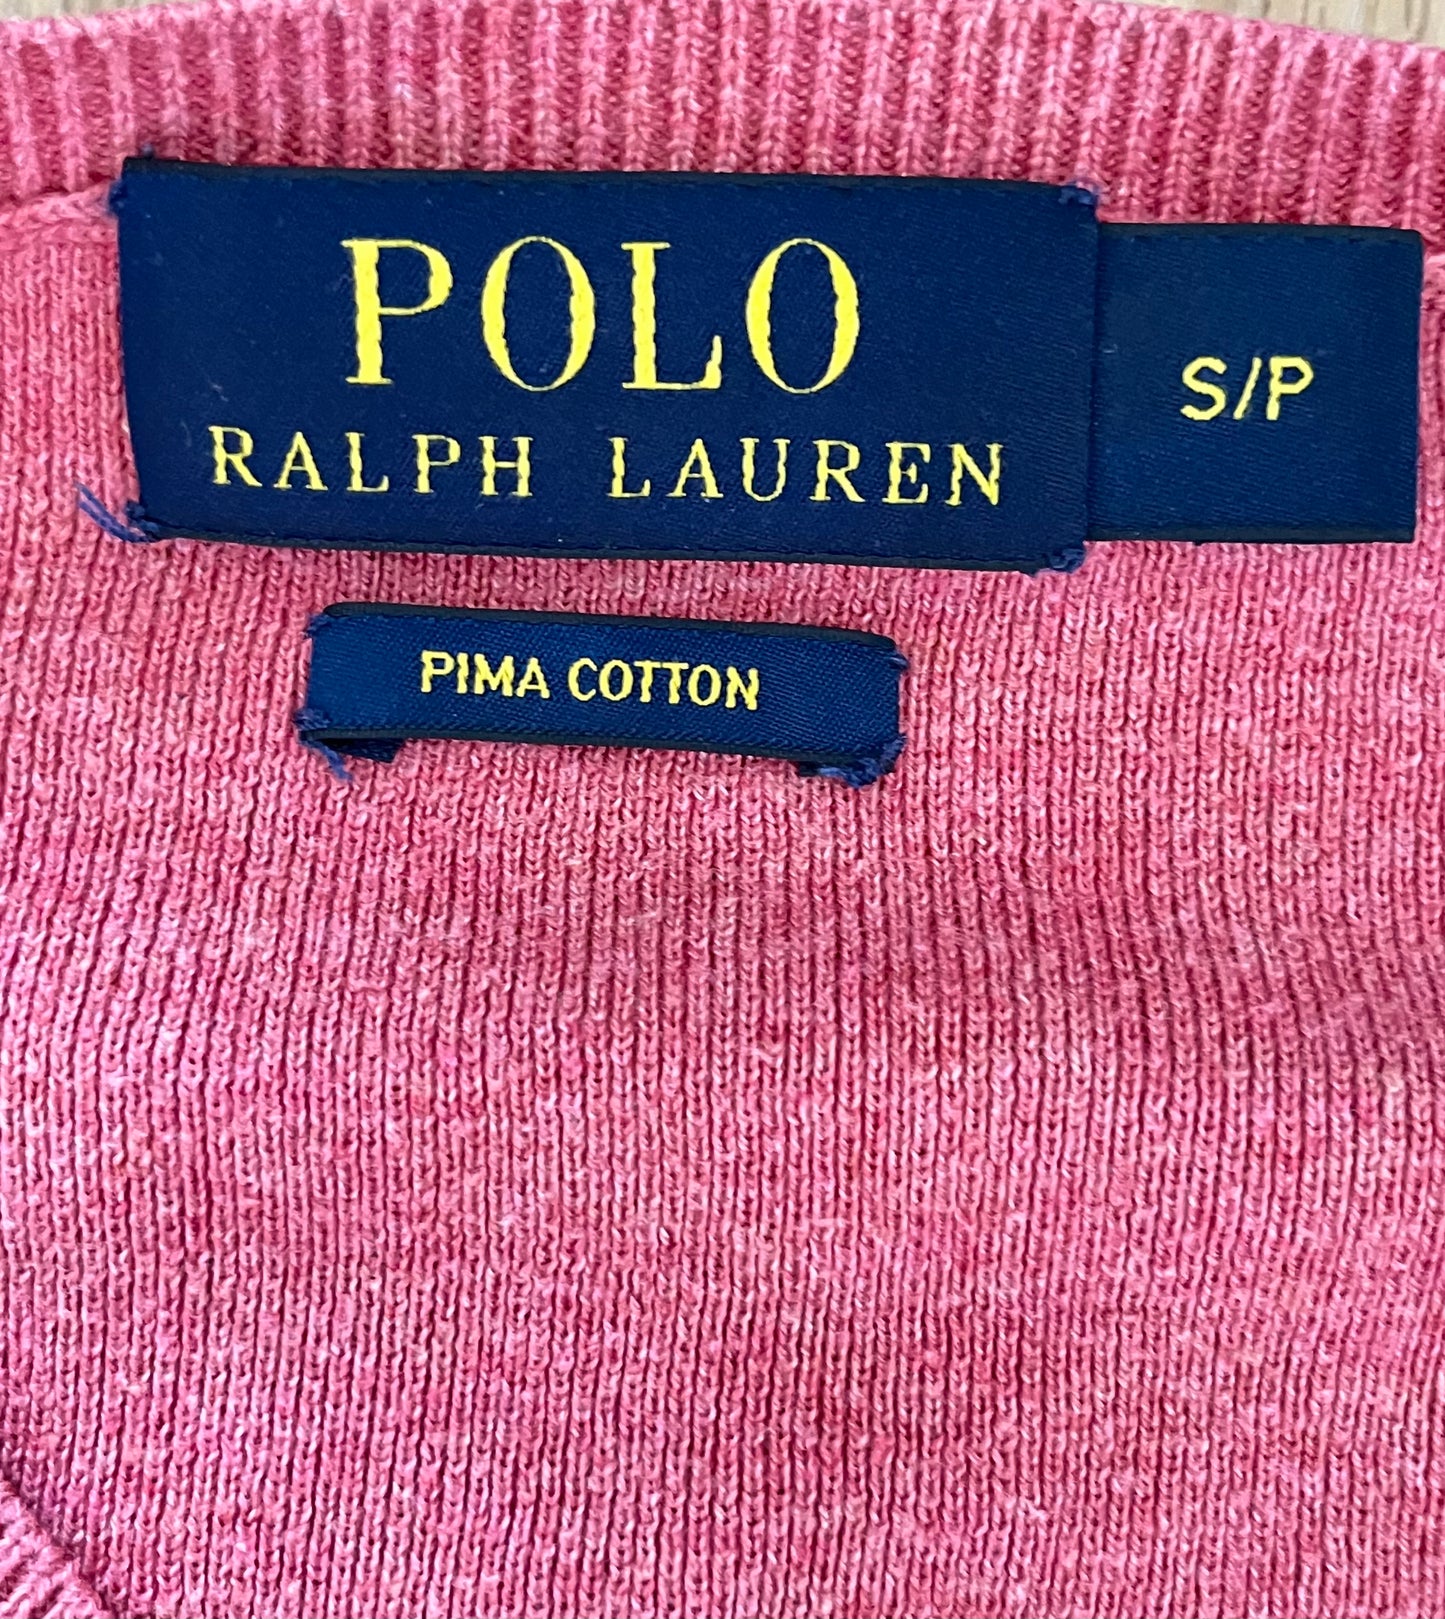 POLO
RALPH LAUREN
S/P
PIMA COTTON